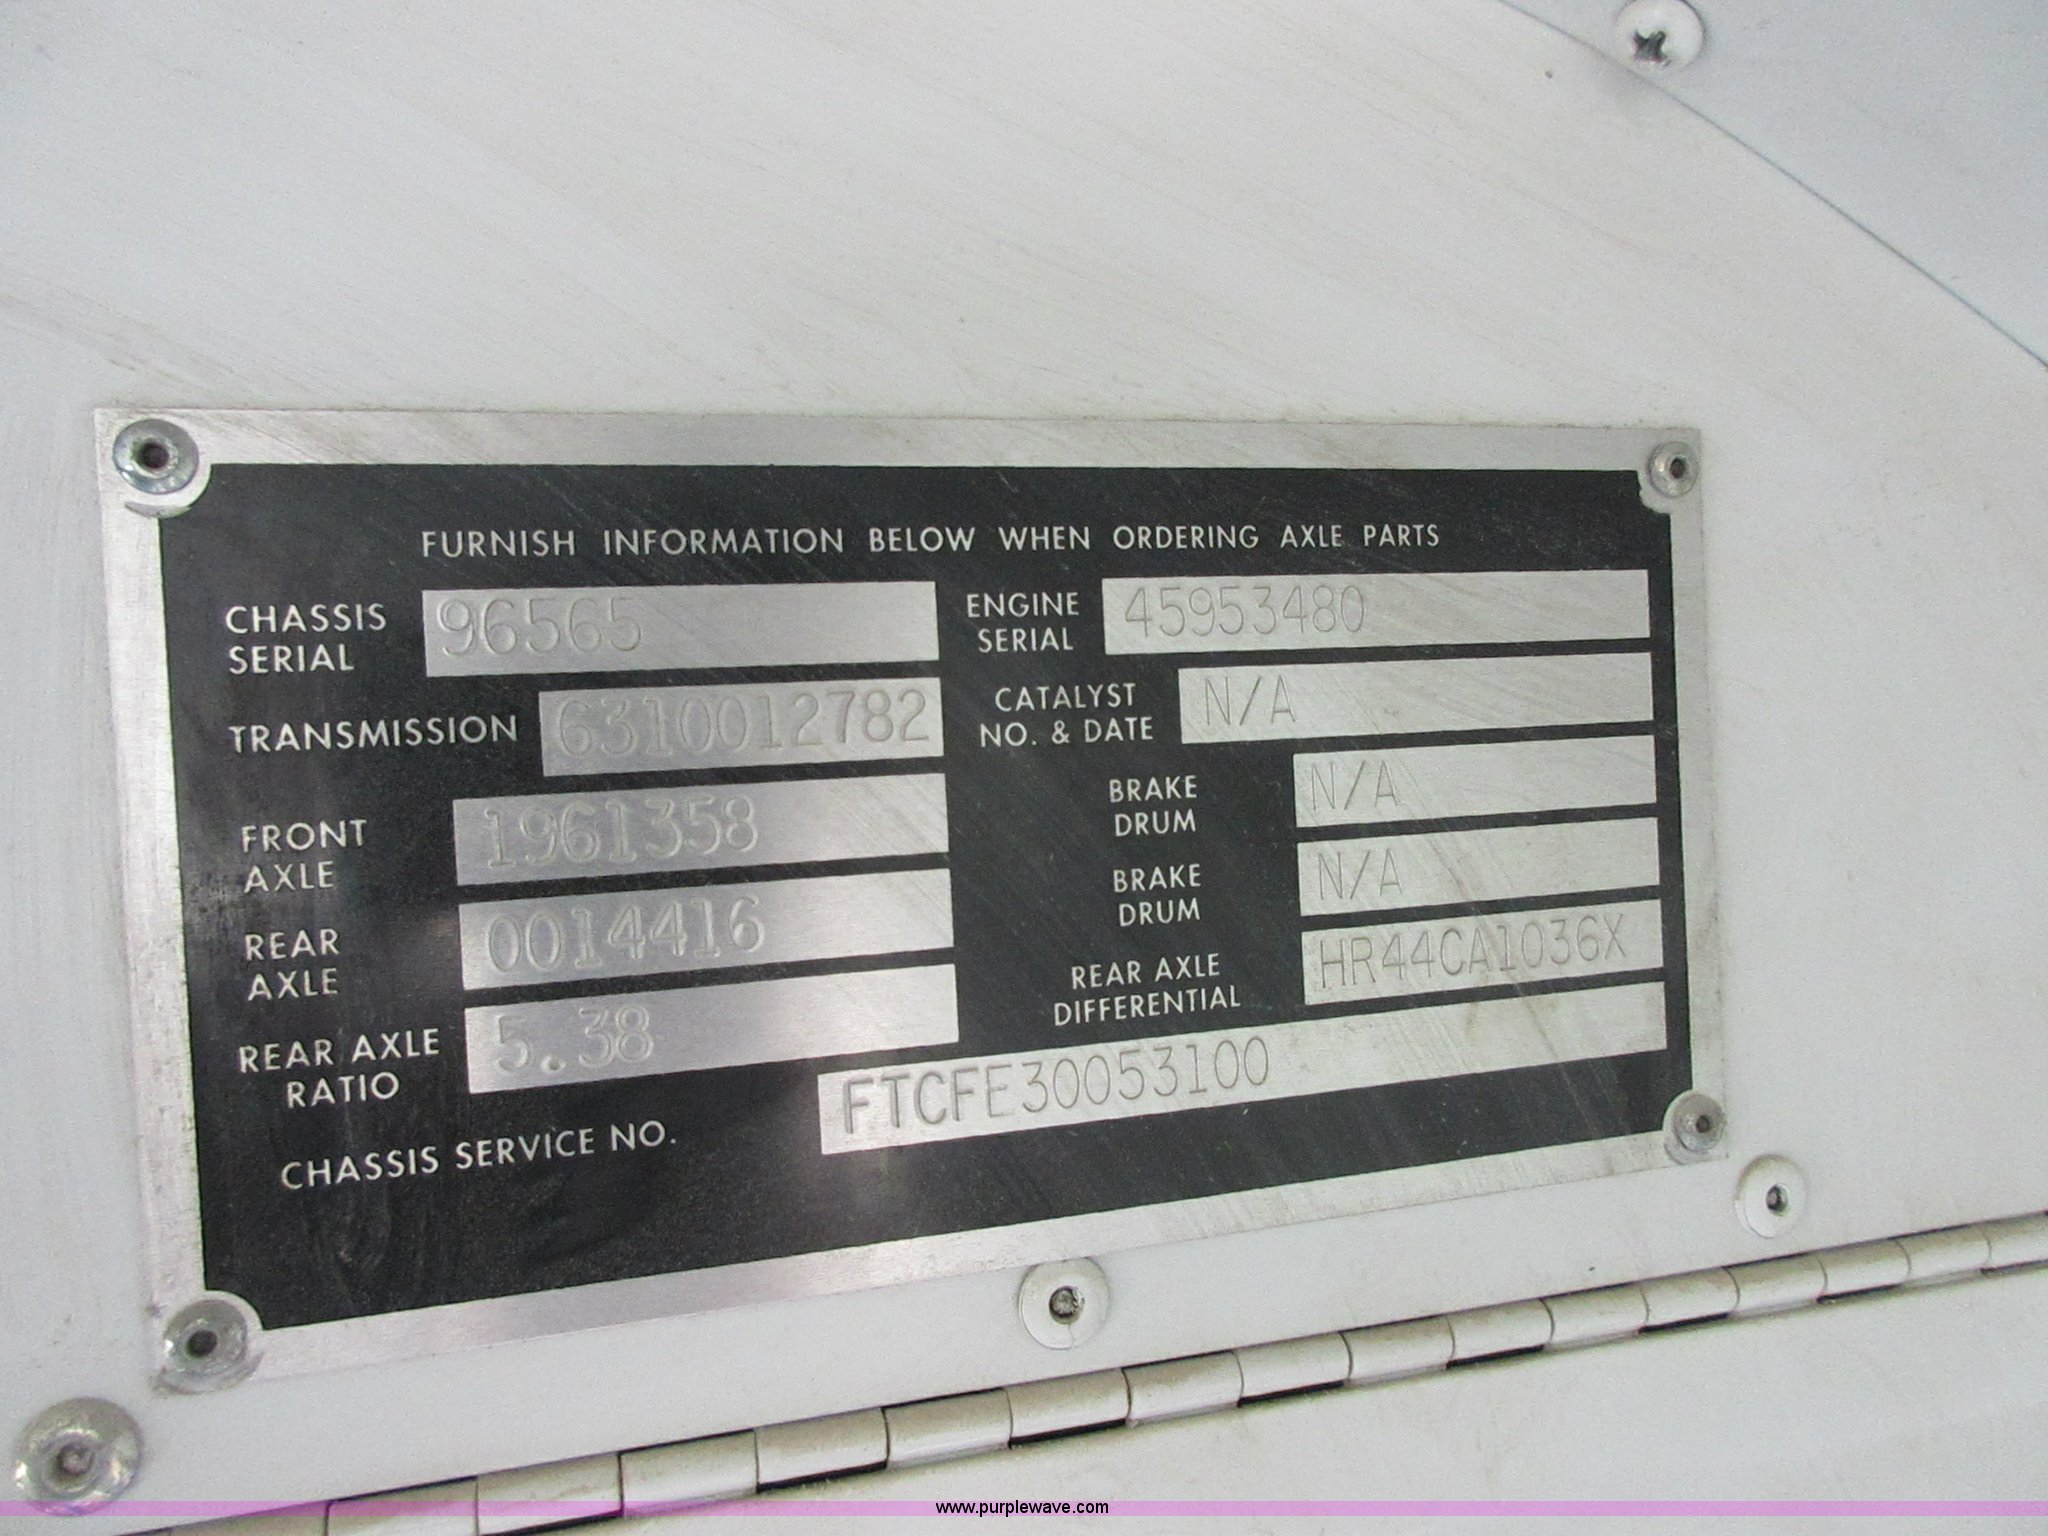 FURNISH INFORMATION BELOW WHEN ORDERING AXLE PARTS
CHASSIS SERIAL 96565
TRANSMISSION 6310012782
FRONT AXLE 1961358
REAR AXLE 0014416
REAR AXLE RATIO 5.38
ENGINE SERIAL 45953480
CATALYST NO. & DATE N/A
BRAKE DRUM N/A
BRAKE DRUM N/A
REAR AXLE DIFFERENTIAL HR44CA1036X
CHASSIS SERVICE NO. FTCFE30053100
www.purplewave.com